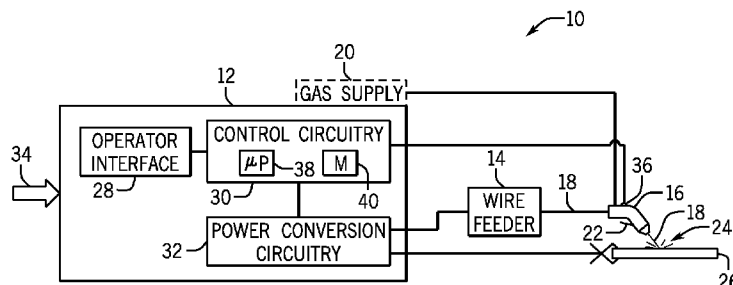 10
20
12
GAS SUPPLY
34
OPERATOR
INTERFACE
28
CONTROL CIRCUITRY
μP
38
M
40
30
14
WIRE
FEEDER
18
36
16
18
24
22
26
32
POWER CONVERSION
CIRCUITRY